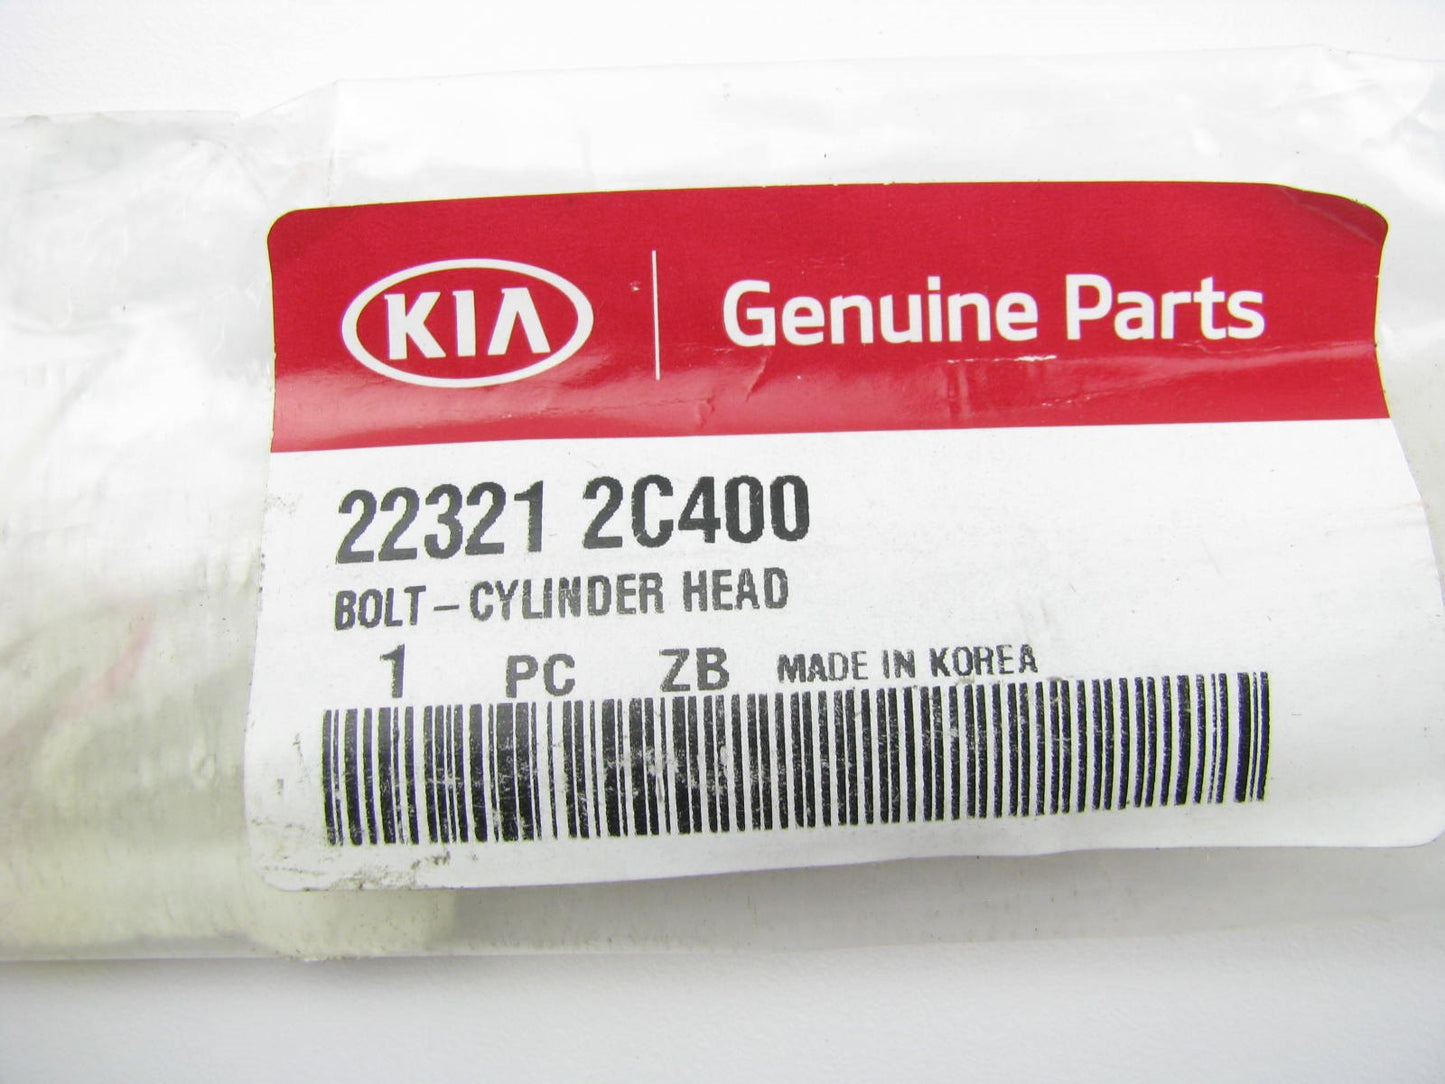 KIA Genuine Parts
22321 2C400
BOLT-CYLINDER HEAD
1 PC ZB MADE IN KOREA